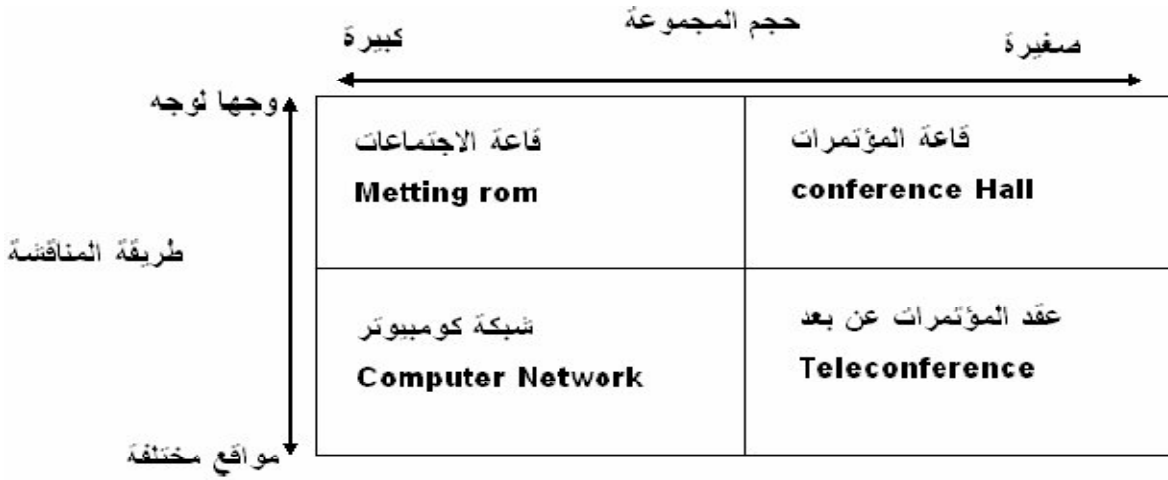 حجم المجموعة
صغيرة
كبيرة
وجها لوجه
قاعة المؤتمرات
conference Hall
قاعة الاجتماعات
Metting rom
طريقة المناقشة
عقد المؤتمرات عن بعد
Teleconference
شبكة كومبيوتر
Computer Network
مواقع مختلفة